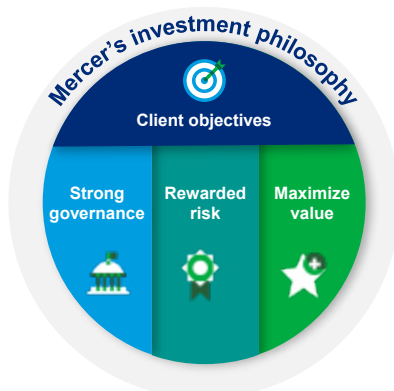 Mercer's investment philosophy
Client objectives
Strong
governance
Rewarded
risk
Maximize
value